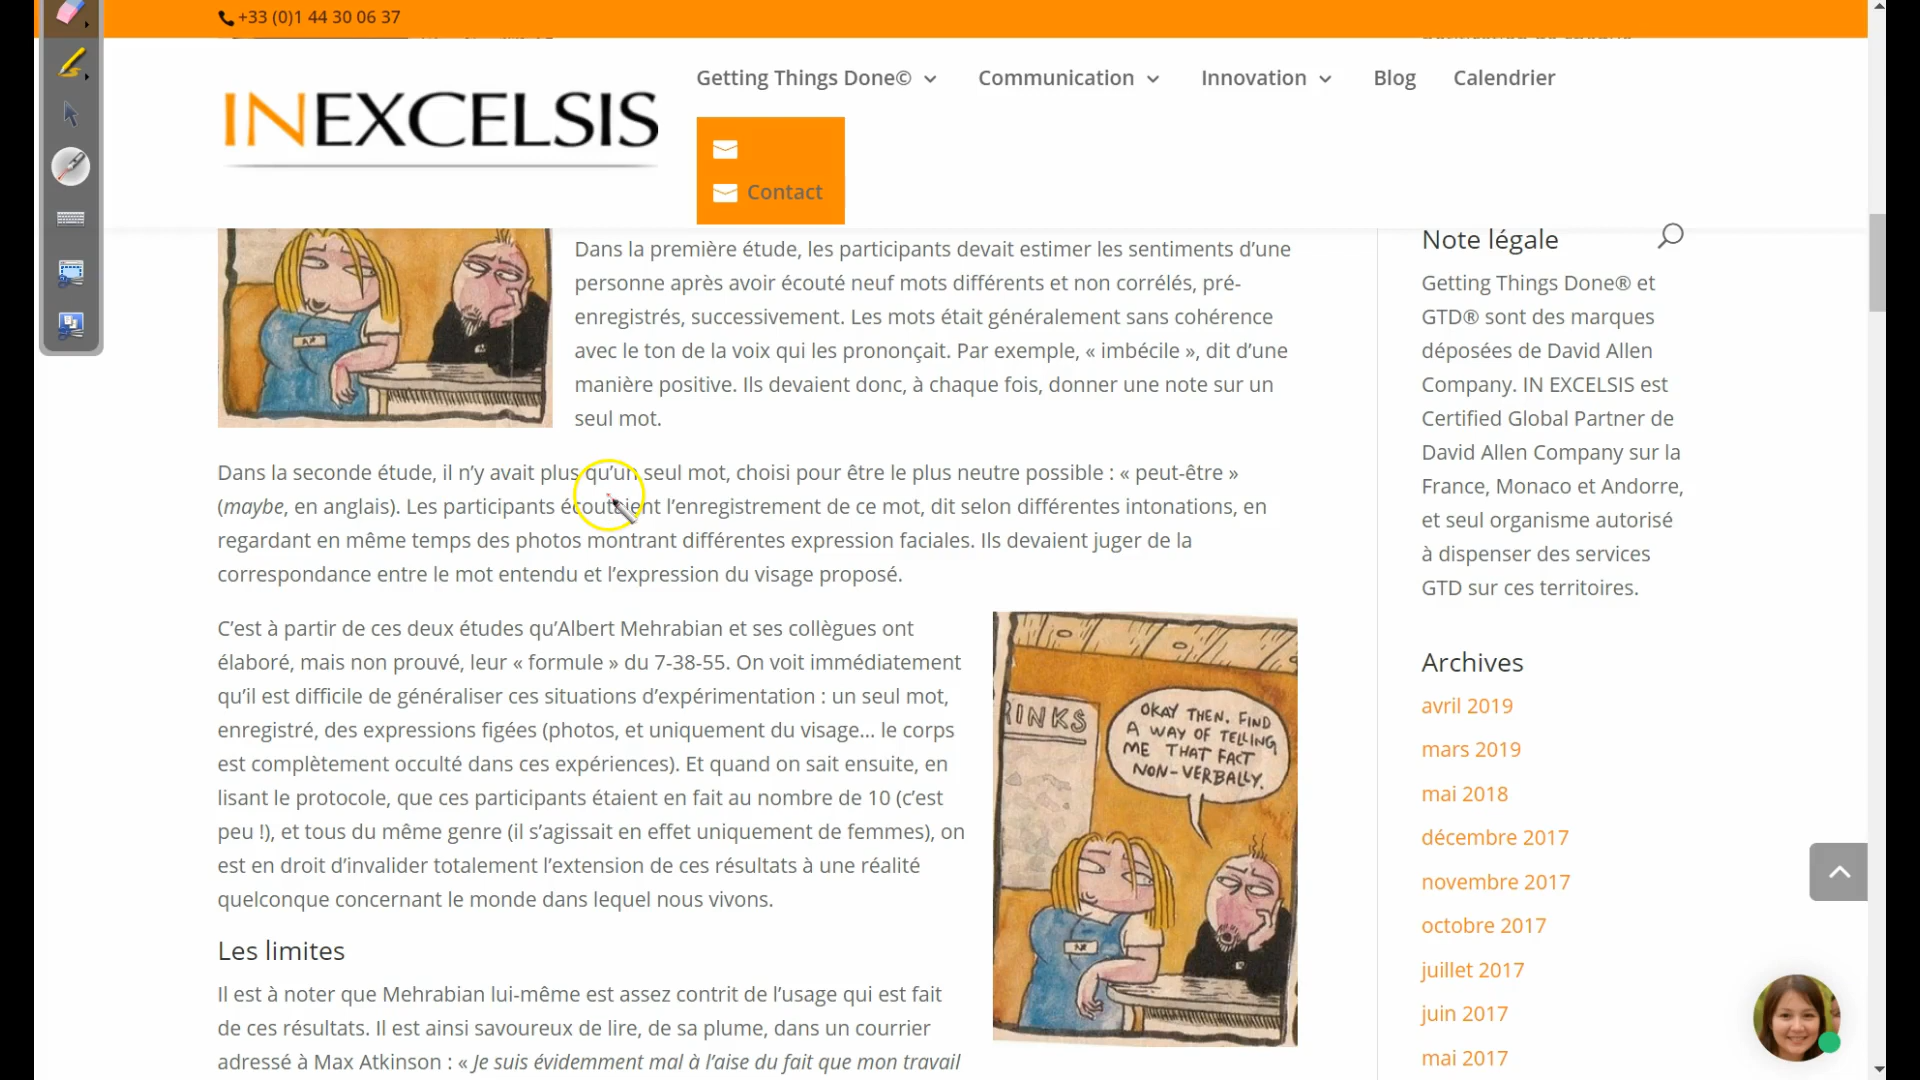 +33 (0)1 44 30 06 37
INEXCELSIS
Getting Things Done©
Communication
Innovation
Blog
Calendrier
Contact
Dans la première étude, les participants devait estimer les sentiments d’une
personne après avoir écouté neuf mots différents et non corrélés, pré-
enregistrés, successivement. Les mots était généralement sans cohérence
avec le ton de la voix qui les prononçait. Par exemple, « imbécile », dit d’une
manière positive. Ils devaient donc, à chaque fois, donner une note sur un
seul mot.
Dans la seconde étude, il n’y avait plus qu’un seul mot, choisi pour être le plus neutre possible : « peut-être »
(maybe, en anglais). Les participants écoutaient l’enregistrement de ce mot, dit selon différentes intonations, en
regardant en même temps des photos montrant différentes expression faciales. Ils devaient juger de la
correspondance entre le mot entendu et l’expression du visage proposé.
C’est à partir de ces deux études qu’Albert Mehrabian et ses collègues ont
élaboré, mais non prouvé, leur « formule » du 7-38-55. On voit immédiatement
qu’il est difficile de généraliser ces situations d’expérimentation : un seul mot,
enregistré, des expressions figées (photos, et uniquement du visage… le corps
est complètement occulté dans ces expériences). Et quand on sait ensuite, en
lisant le protocole, que ces participants étaient en fait au nombre de 10 (c’est
peu !), et tous du même genre (il s’agissait en effet uniquement de femmes), on
est en droit d’invalider totalement l’extension de ces résultats à une réalité
quelconque concernant le monde dans lequel nous vivons.
RINKS
OKAY THEN. FIND
A WAY OF TELLING
ME THAT FACT
NON-VERBALLY.
Les limites
Il est à noter que Mehrabian lui-même est assez contrit de l’usage qui est fait
de ces résultats. Il est ainsi savoureux de lire, de sa plume, dans un courrier
adressé à Max Atkinson : « Je suis évidemment mal à l’aise du fait que mon travail
Note légale
Getting Things Done® et
GTD® sont des marques
déposées de David Allen
Company. IN EXCELSIS est
Certified Global Partner de
David Allen Company sur la
France, Monaco et Andorre,
et seul organisme autorisé
à dispenser des services
GTD sur ces territoires.
Archives
avril 2019
mars 2019
mai 2018
décembre 2017
novembre 2017
octobre 2017
juillet 2017
juin 2017
mai 2017